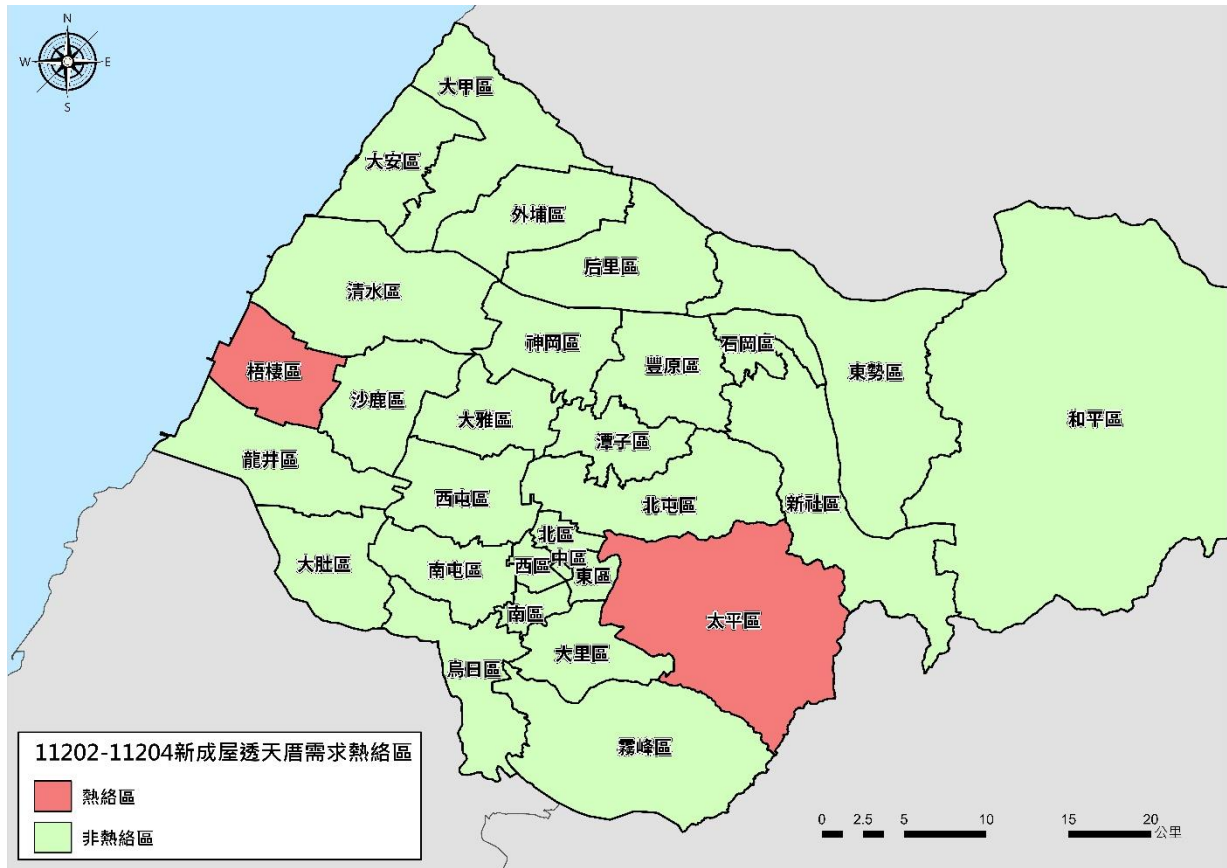 N
W
E
S
大甲區
大安區
外埔區
后里區
清水區
神岡區
豐原區
石岡區
東勢區
和平區
梧棲區
沙鹿區
大雅區
潭子區
龍井區
西屯區
北屯區
新社區
北區
中區
大肚區
南屯區
西區
東區
南區
太平區
大里區
烏日區
霧峰區
11202-11204新成屋透天厝需求熱絡區
熱絡區
非熱絡區
0 2.5 5 10 15 20
公里